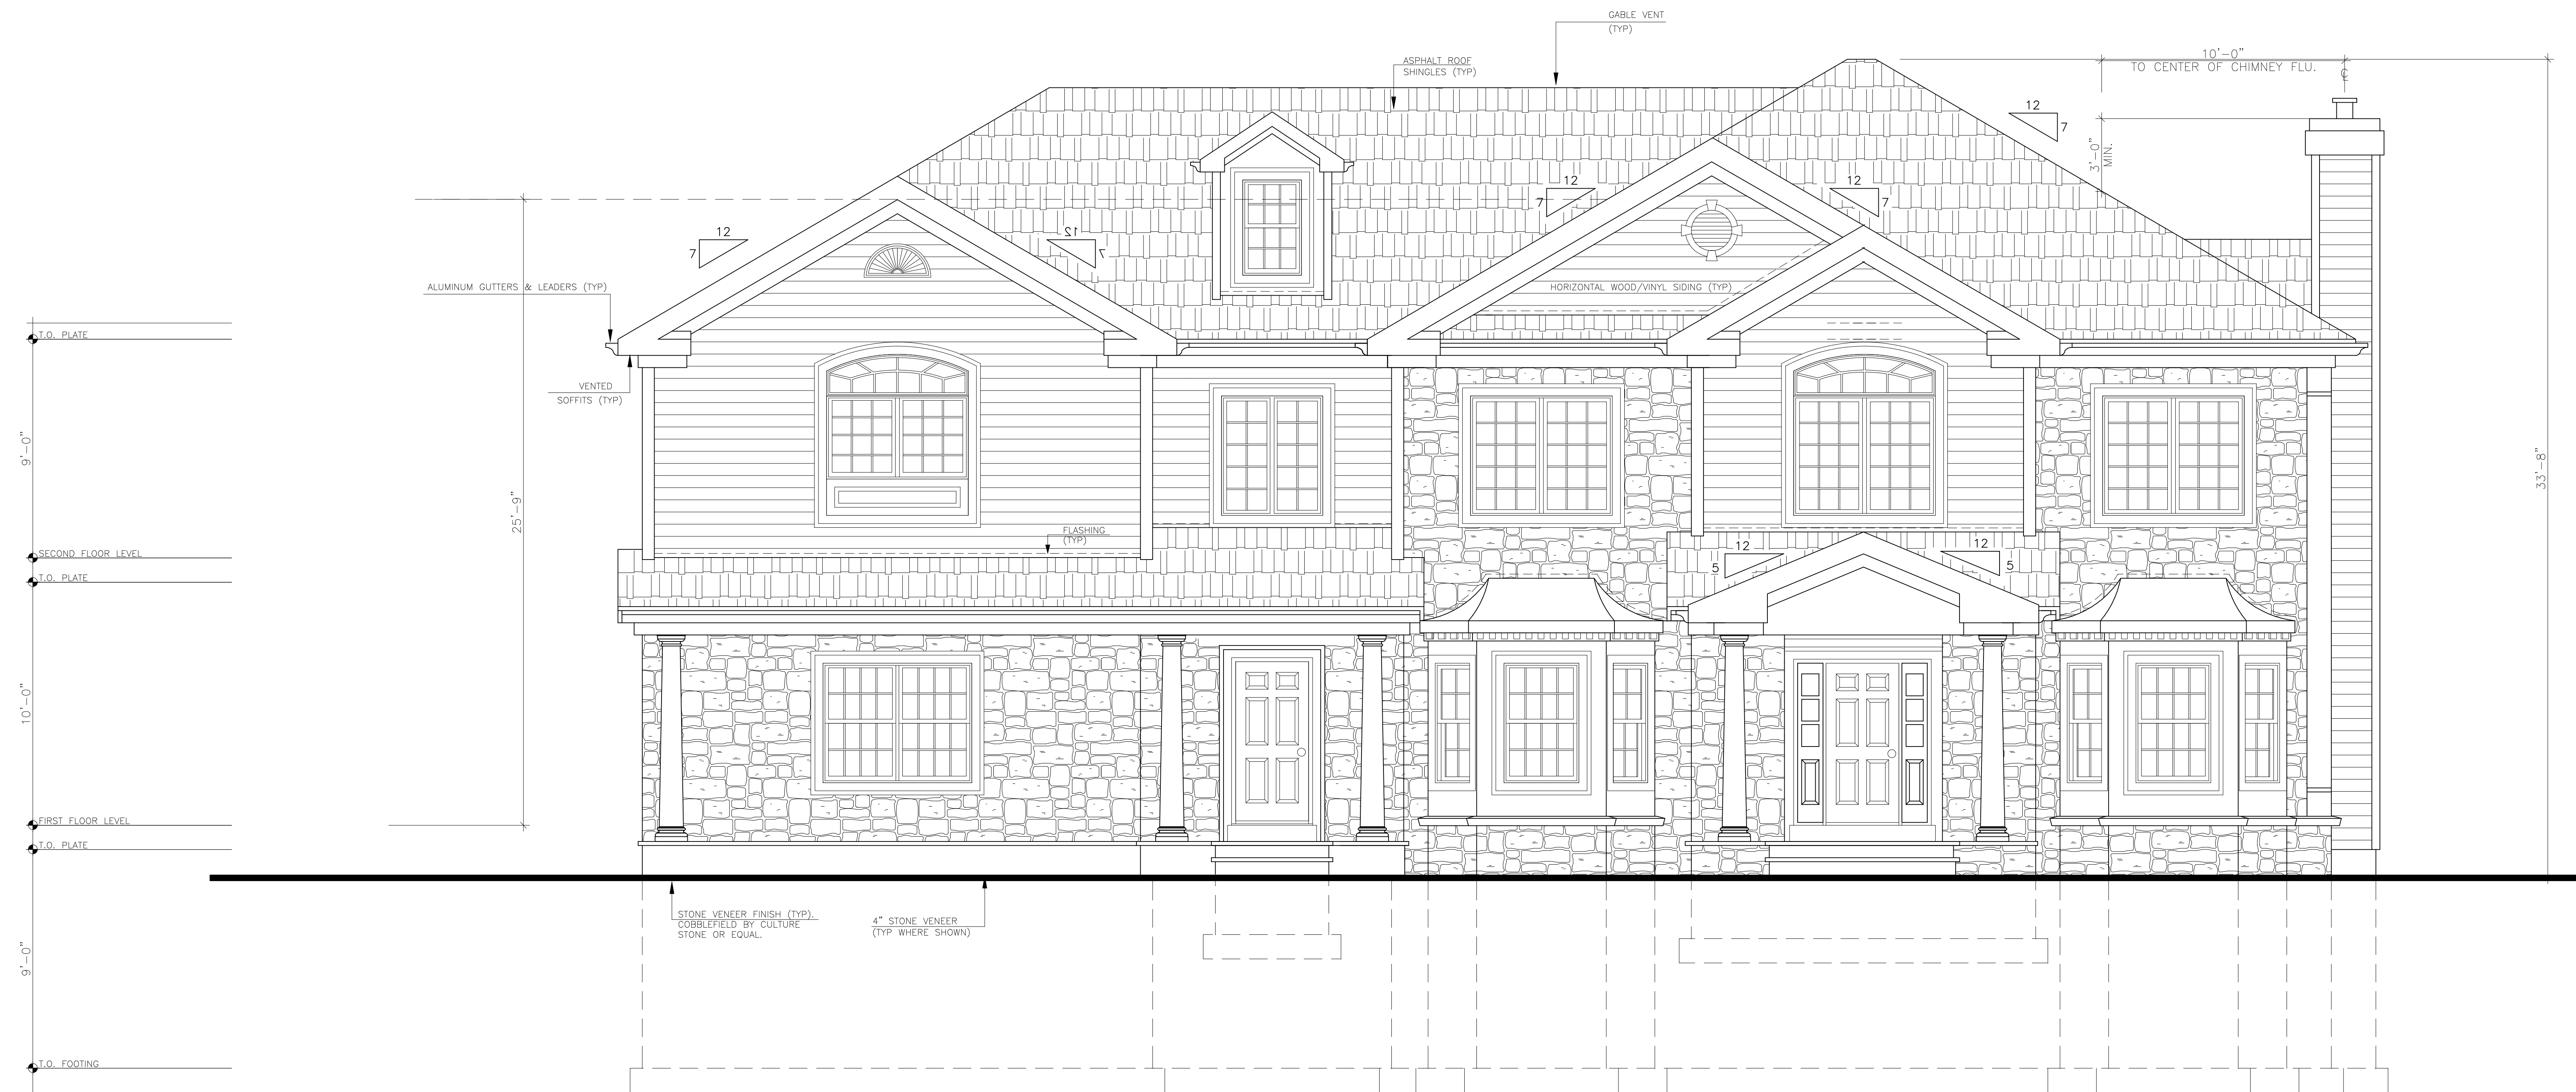 GABLE VENT
(TYP)
ASPHALT ROOF
SHINGLES (TYP)
10'-0"
TO CENTER OF CHIMNEY FLU.
℄
12
7
3'-0"
MIN.
12
7
12
7
12
7
12
7
ALUMINUM GUTTERS & LEADERS (TYP)
HORIZONTAL WOOD/VINYL SIDING (TYP)
T.O. PLATE
VENTED
SOFFITS (TYP)
9'-0"
25'-9"
33'-8"
FLASHING
(TYP)
SECOND FLOOR LEVEL
12
5
12
5
T.O. PLATE
10'-0"
FIRST FLOOR LEVEL
T.O. PLATE
STONE VENEER FINISH (TYP).
COBBLEFIELD BY CULTURE
STONE OR EQUAL.
4" STONE VENEER
(TYP WHERE SHOWN)
9'-0"
T.O. FOOTING